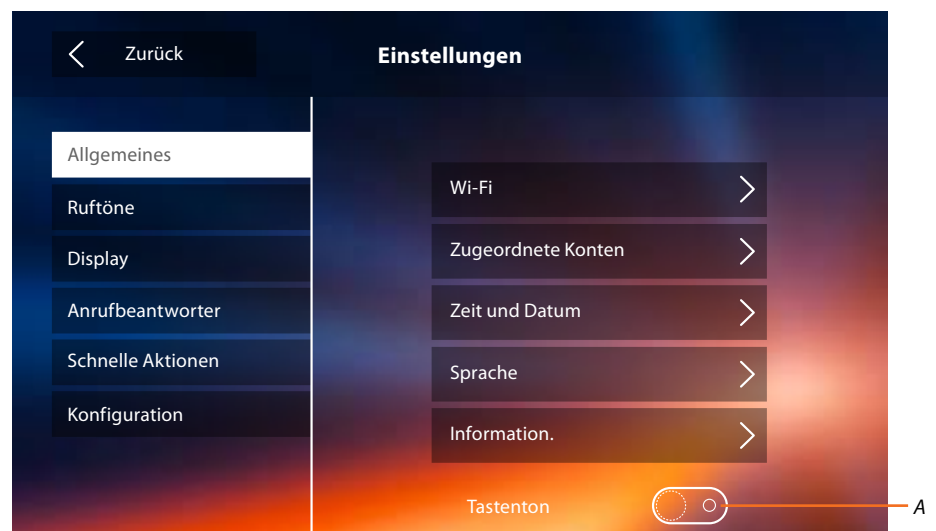 Zurück
Einstellungen
Allgemeines
Ruftöne
Display
Anrufbeantworter
Schnelle Aktionen
Konfiguration
Wi-Fi
Zugeordnete Konten
Zeit und Datum
Sprache
Information.
Tastenton
A